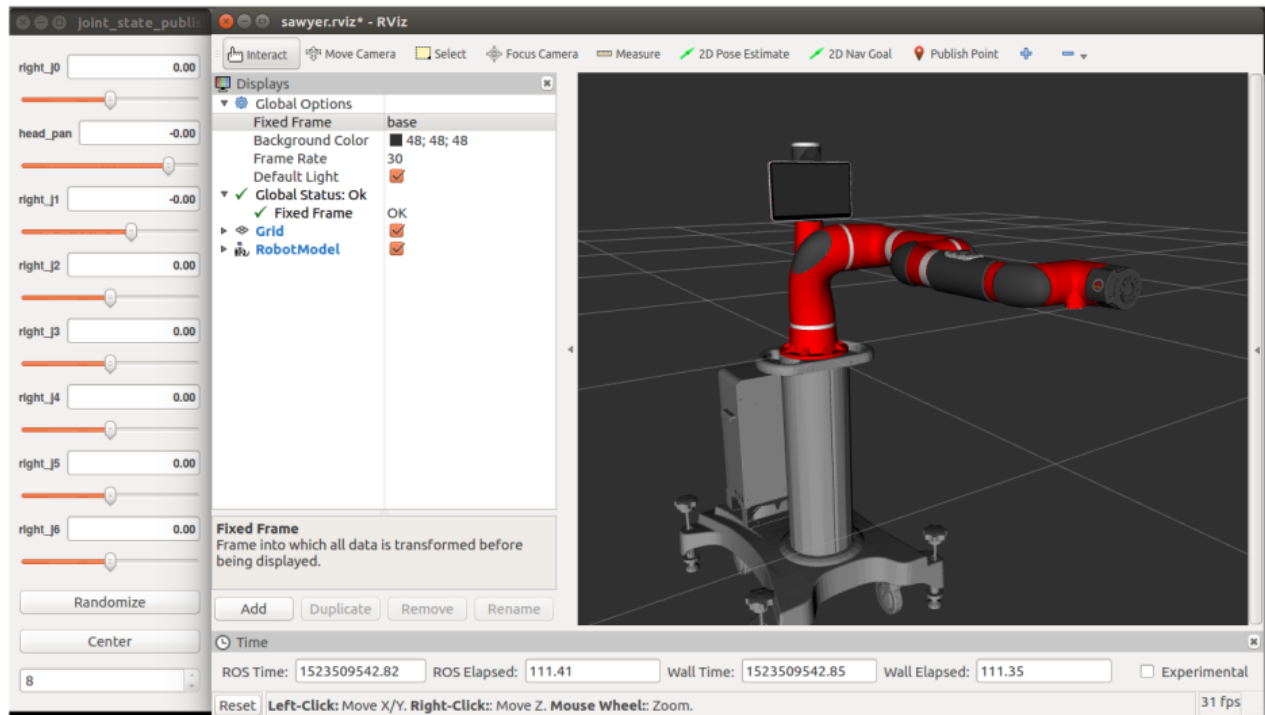 joint_state_publis
right_j0 0.00
head_pan -0.00
right_j1 -0.00
right_j2 0.00
right_j3 0.00
right_j4 0.00
right_j5 0.00
right_j6 0.00
Randomize
Center
8
sawyer.rviz* - RViz
Interact Move Camera Select Focus Camera Measure 2D Pose Estimate 2D Nav Goal Publish Point
Displays
Global Options
Fixed Frame base
Background Color 48; 48; 48
Frame Rate 30
Default Light
Global Status: Ok
Fixed Frame OK
Grid
RobotModel
Fixed Frame
Frame into which all data is transformed before
being displayed.
Add Duplicate Remove Rename
Time
ROS Time: 1523509542.82 ROS Elapsed: 111.41 Wall Time: 1523509542.85 Wall Elapsed: 111.35 Experimental
Reset Left-Click: Move X/Y. Right-Click:: Move Z. Mouse Wheel:: Zoom. 31 fps